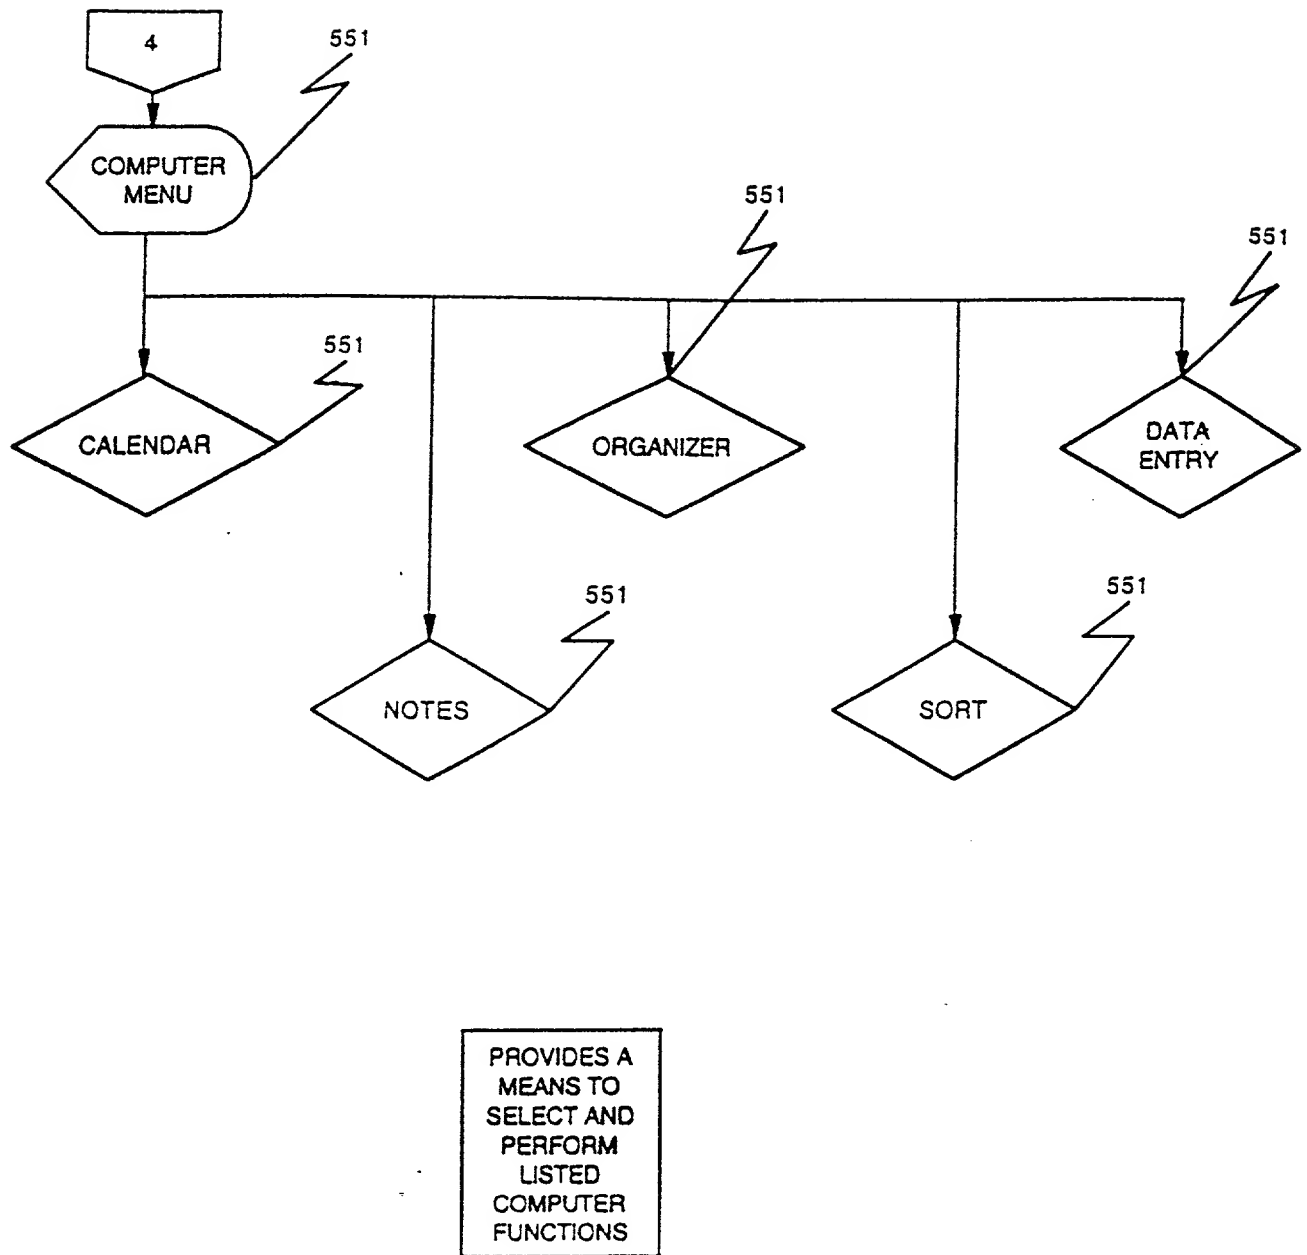 4
551
COMPUTER
MENU
551
551
551
CALENDAR
ORGANIZER
DATA
ENTRY
551
551
NOTES
SORT
PROVIDES A
MEANS TO
SELECT AND
PERFORM
LISTED
COMPUTER
FUNCTIONS